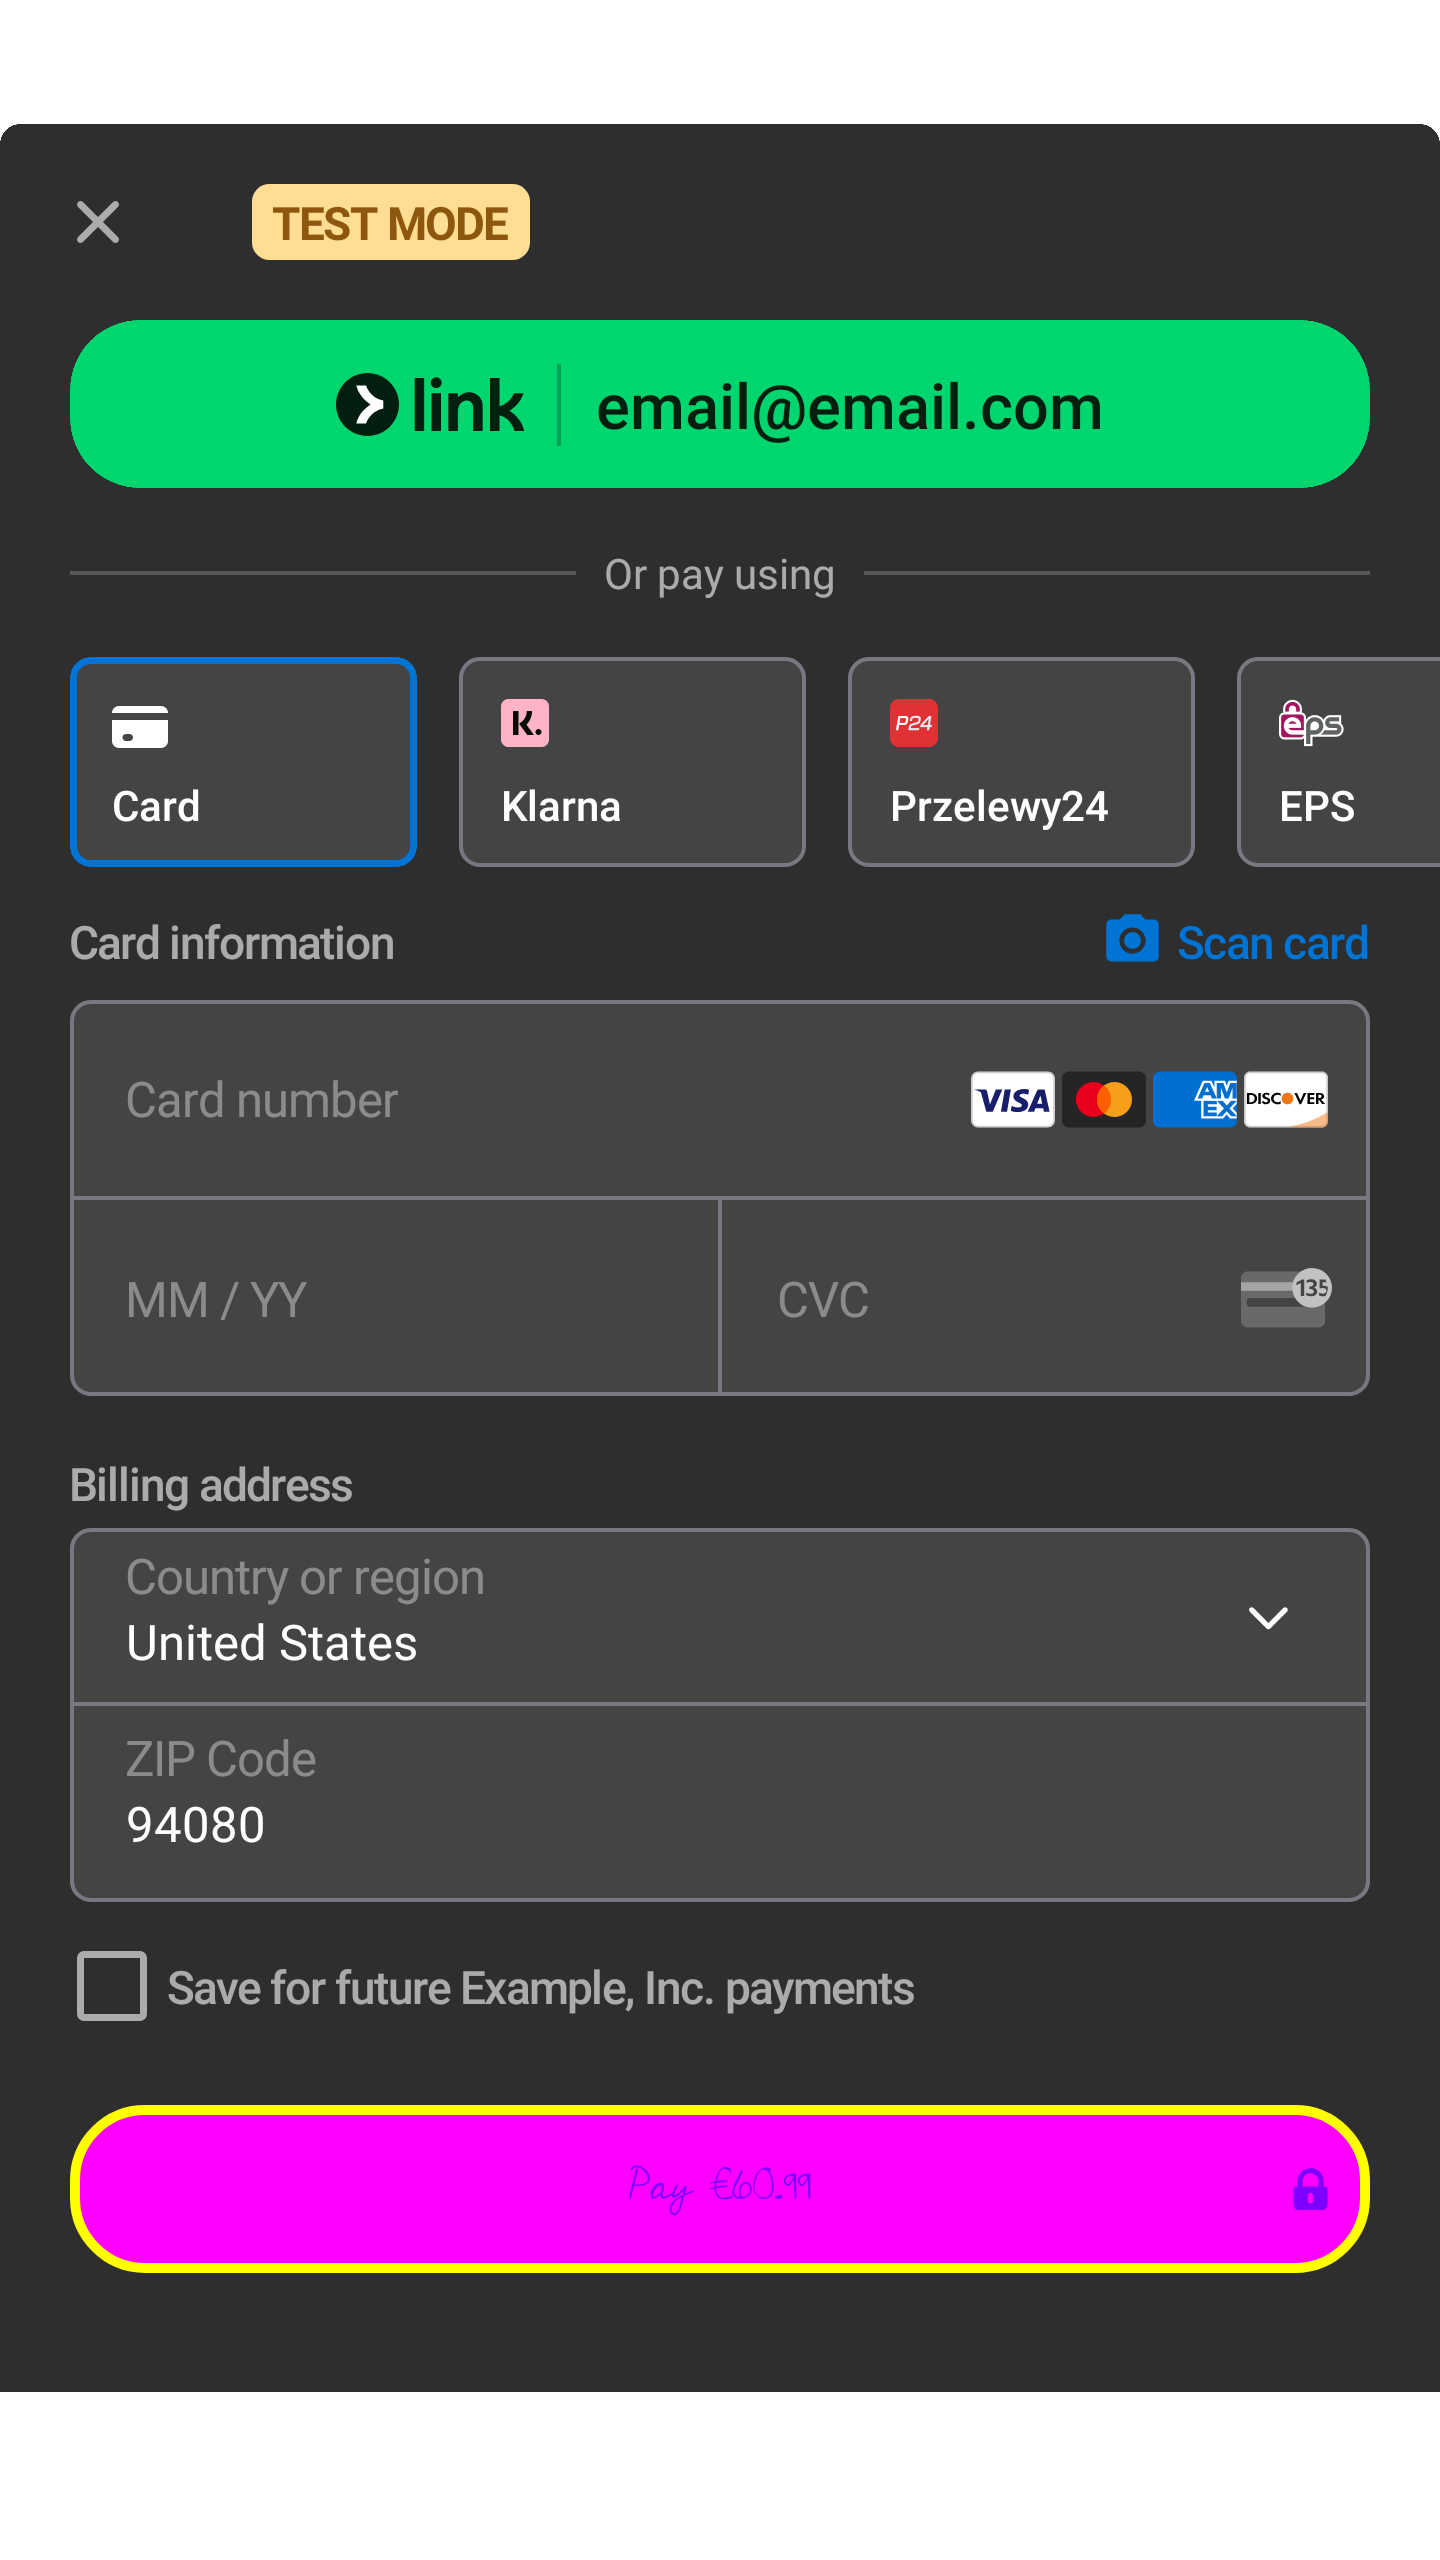 TEST MODE
link | email@email.com
Or pay using
K.
P24
eps
Card
Klarna
Przelewy24
EPS
Card information
Scan card
Card number
VISA
AM
EX
DISCOVER
MM / YY
CVC
135
Billing address
Country or region
United States
ZIP Code
94080
Save for future Example, Inc. payments
Pay €60.99